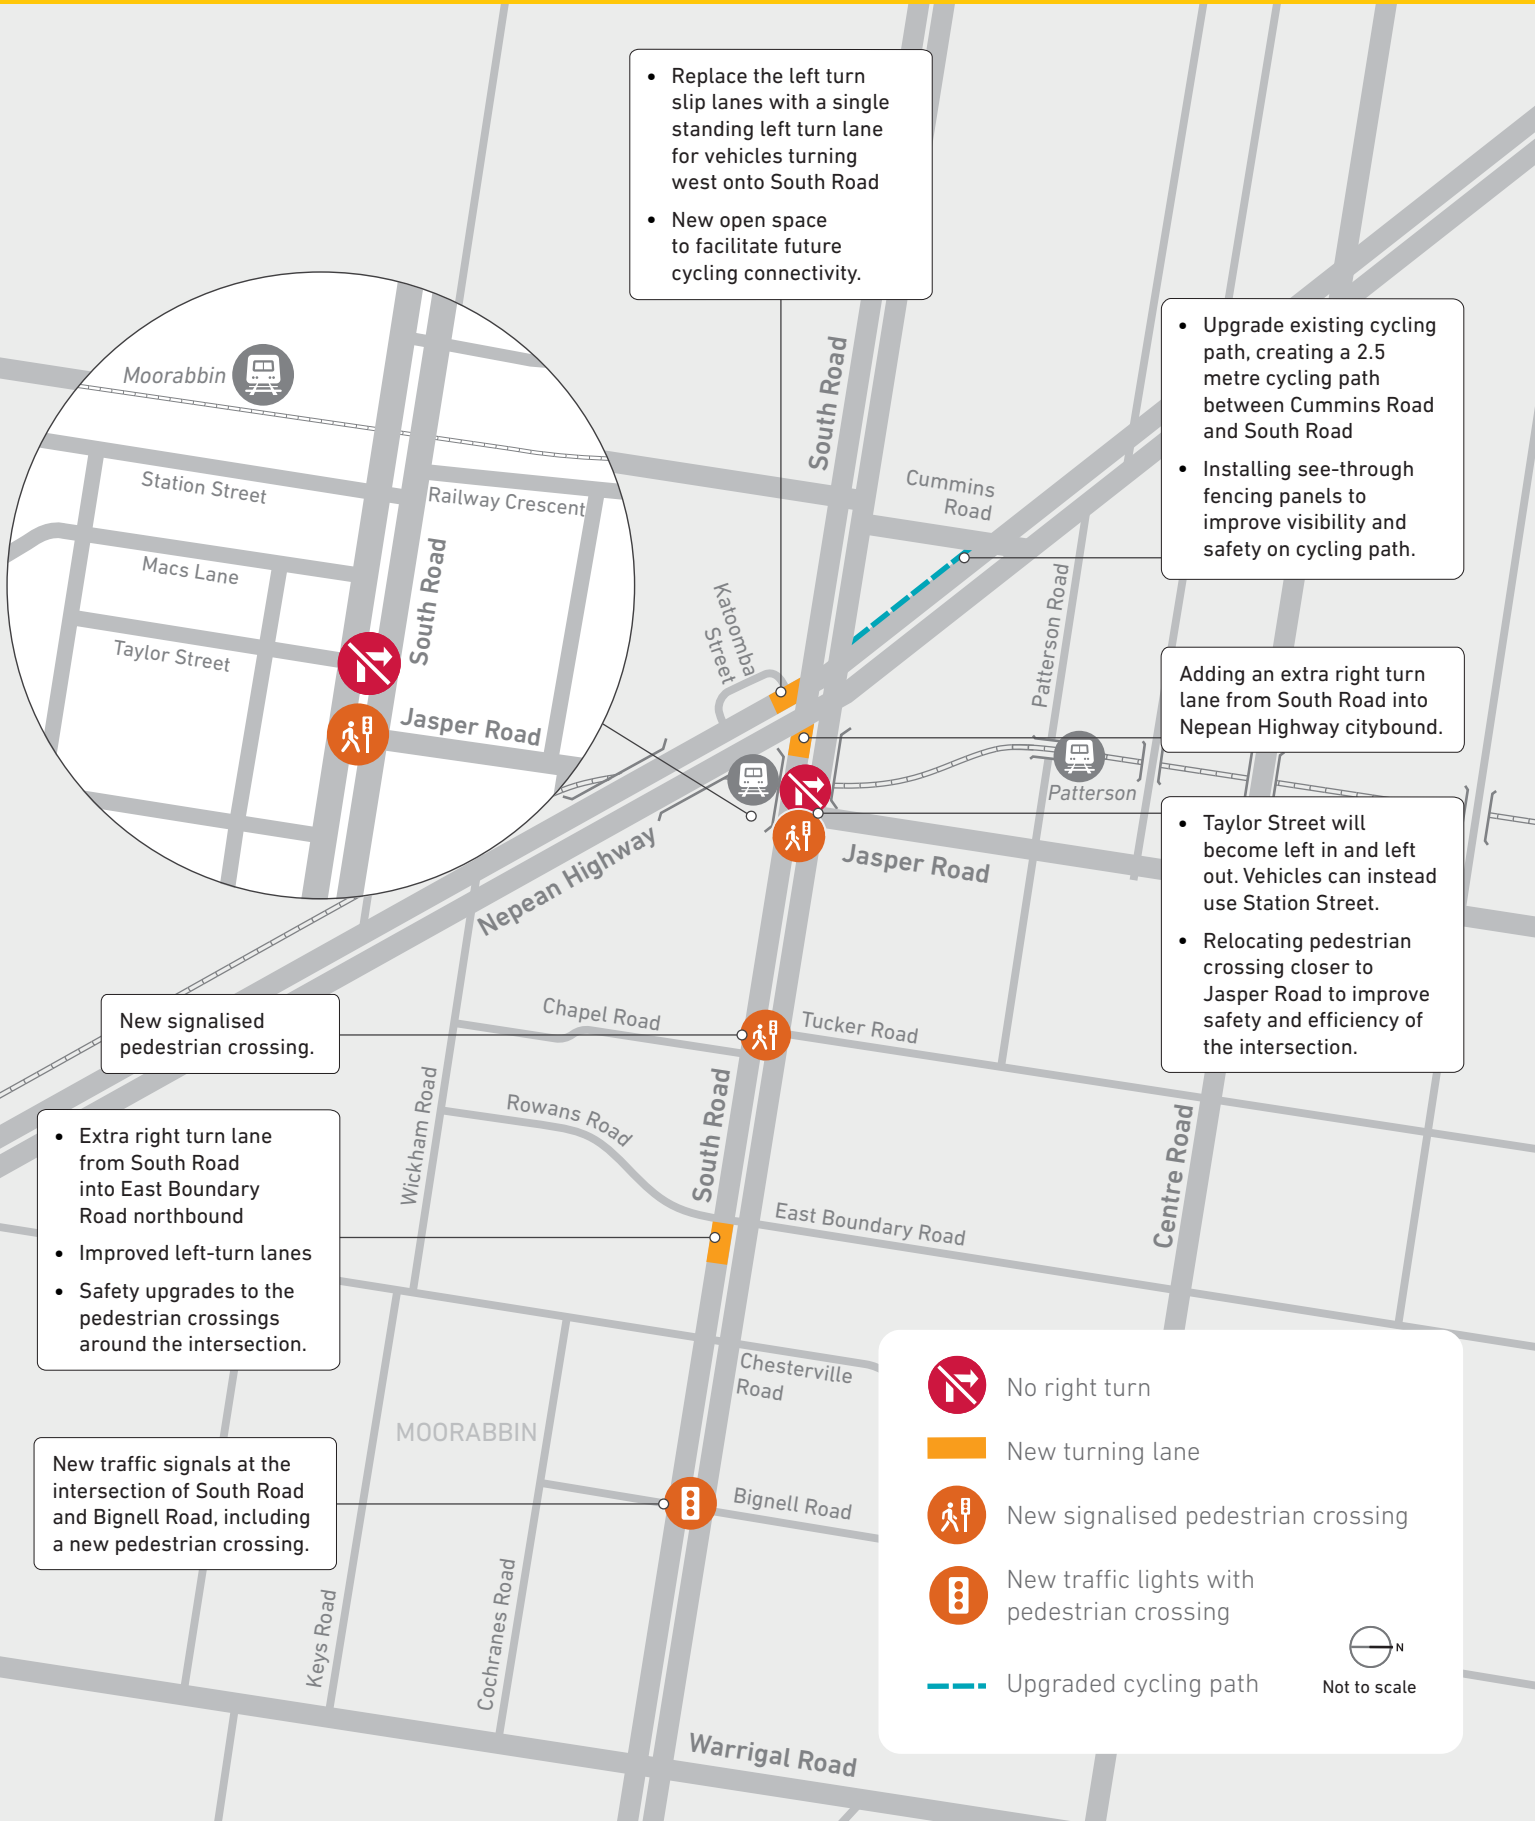 • Replace the left turn
slip lanes with a single
standing left turn lane
for vehicles turning
west onto South Road
• New open space
to facilitate future
cycling connectivity.
• Upgrade existing cycling
path, creating a 2.5
metre cycling path
between Cummins Road
and South Road
• Installing see-through
fencing panels to
improve visibility and
safety on cycling path.
Moorabbin
Station Street
Railway Crescent
Macs Lane
South Road
Taylor Street
Jasper Road
South Road
Cummins
Road
Katoomba
Street
Patterson Road
Adding an extra right turn
lane from South Road into
Nepean Highway citybound.
Patterson
Nepean Highway
Jasper Road
• Taylor Street will
become left in and left
out. Vehicles can instead
use Station Street.
• Relocating pedestrian
crossing closer to
Jasper Road to improve
safety and efficiency of
the intersection.
New signalised
pedestrian crossing.
Chapel Road
Tucker Road
Wickham Road
Rowans Road
South Road
Centre Road
East Boundary Road
• Extra right turn lane
from South Road
into East Boundary
Road northbound
• Improved left-turn lanes
• Safety upgrades to the
pedestrian crossings
around the intersection.
Chesterville
Road
MOORABBIN
New traffic signals at the
intersection of South Road
and Bignell Road, including
a new pedestrian crossing.
Bignell Road
Keys Road
Cochranes Road
Warrigal Road
No right turn
New turning lane
New signalised pedestrian crossing
New traffic lights with
pedestrian crossing
Upgraded cycling path
N
Not to scale